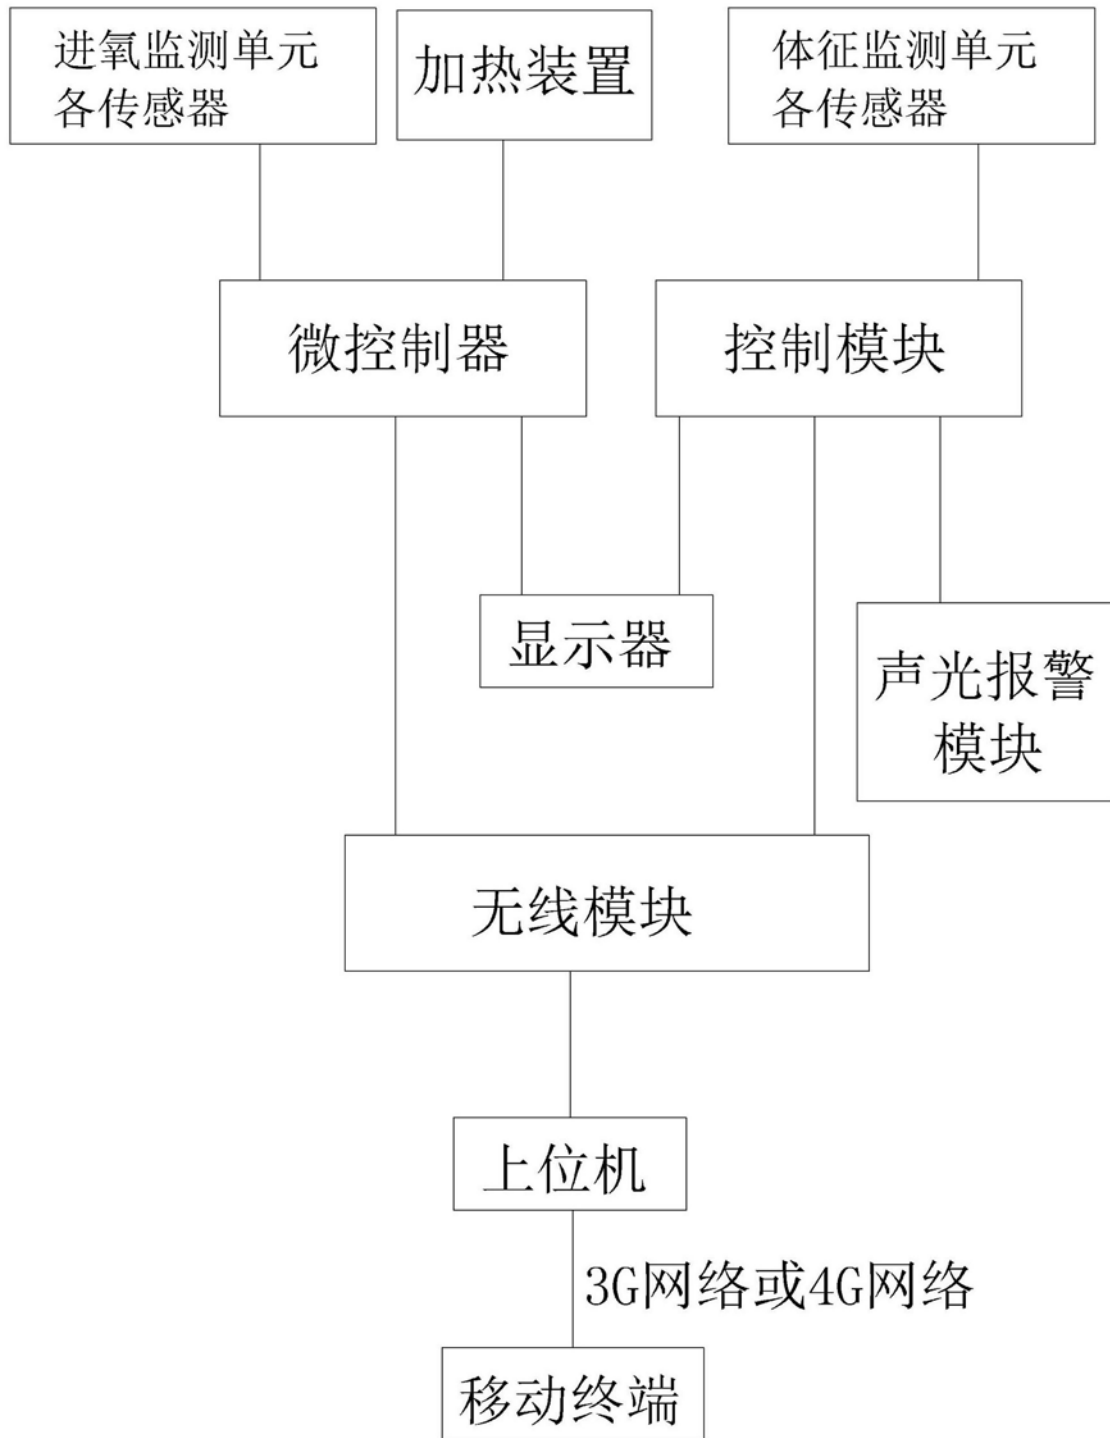 进氧监测单元
各传感器
加热装置
体征监测单元
各传感器
微控制器
控制模块
显示器
声光报警
模块
无线模块
上位机
3G网络或4G网络
移动终端